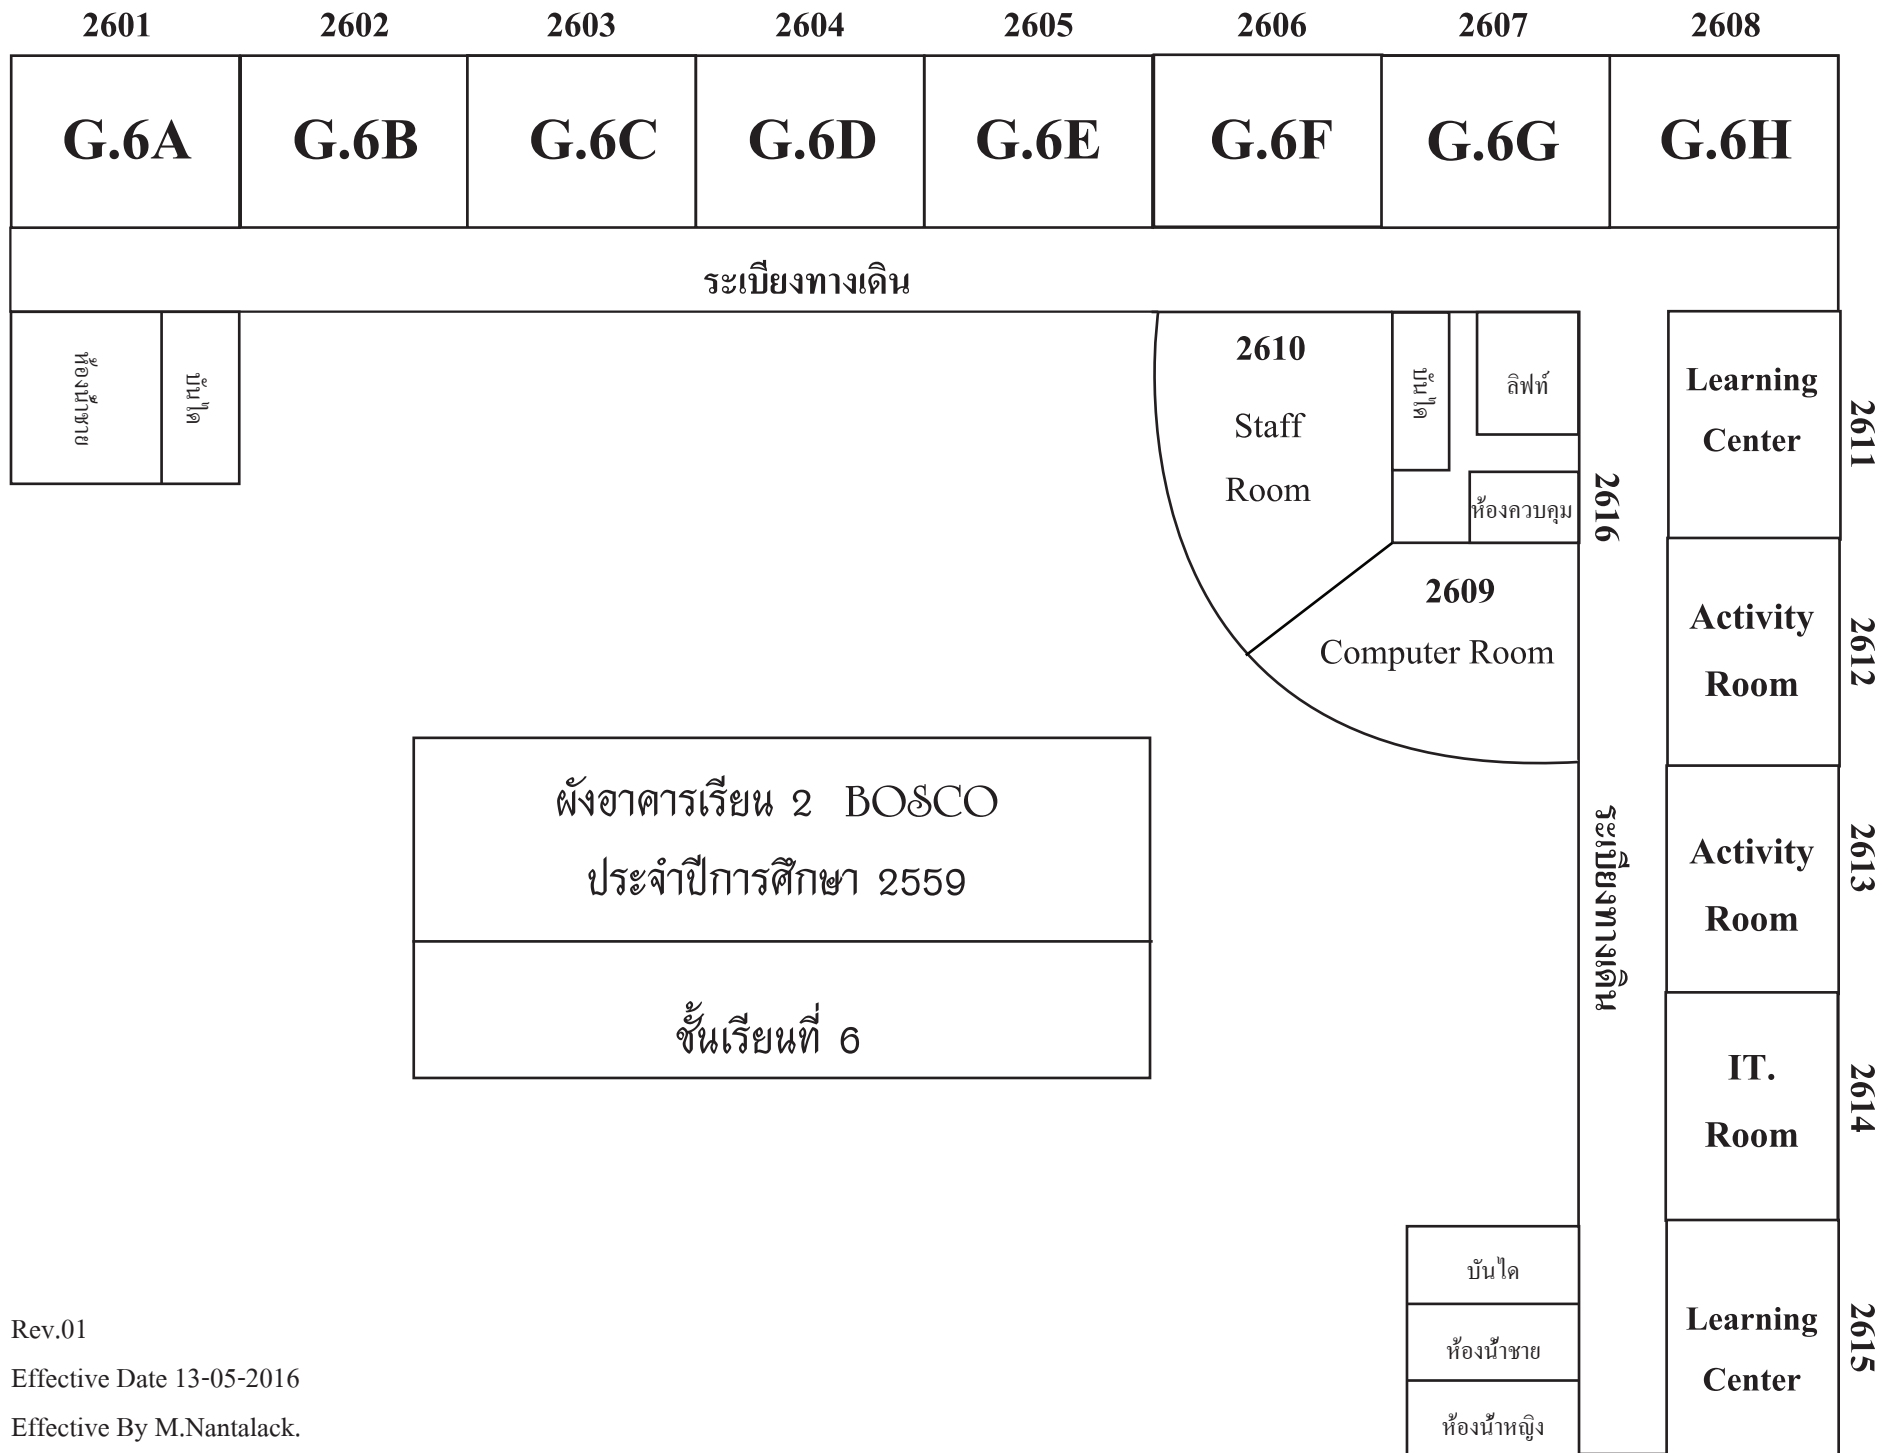 2601 2602 2603 2604 2605 2606 2607 2608
G.6A G.6B G.6C G.6D G.6E G.6F G.6G G.6H
ระเบียงทางเดิน
ห้องน้ำชาย
บันได
2610
Staff
Room
บันได
ลิฟท์
ห้องควบคุม
2616
Learning
Center
2611
2609
Computer Room
Activity
Room
2612
ผังอาคารเรียน 2 BOSCO
ประจำปีการศึกษา 2559
ชั้นเรียนที่ 6
ระเบียงทางเดิน
Activity
Room
2613
IT.
Room
2614
บันได
ห้องน้ำชาย
ห้องน้ำหญิง
Learning
Center
2615
Rev.01
Effective Date 13-05-2016
Effective By M.Nantalack.